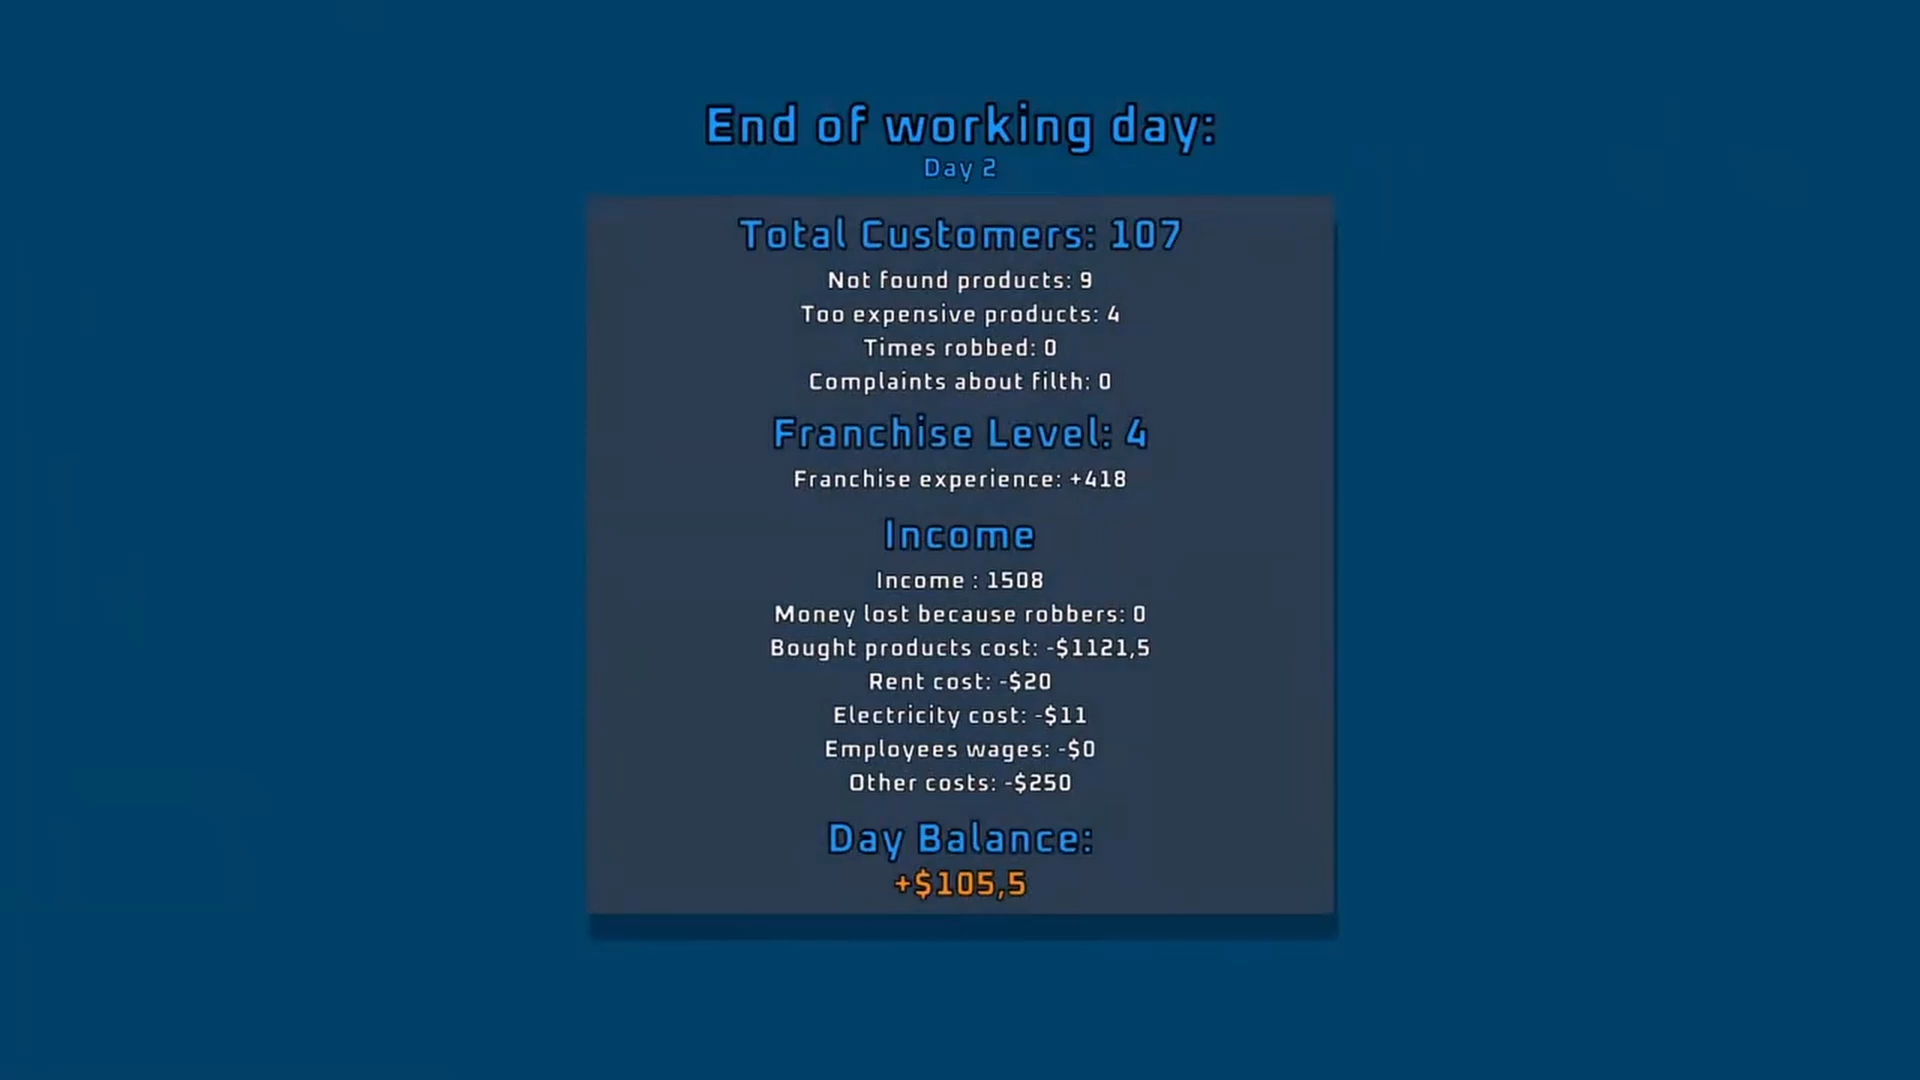 End of working day:
Day 2
Total Customers: 107
Not found products: 9
Too expensive products: 4
Times robbed: 0
Complaints about filth: 0
Franchise Level: 4
Franchise experience: +418
Income
Income : 1508
Money lost because robbers: 0
Bought products cost: -$1121,5
Rent cost: -$20
Electricity cost: -$11
Employees wages: -$0
Other costs: -$250
Day Balance:
+$105,5